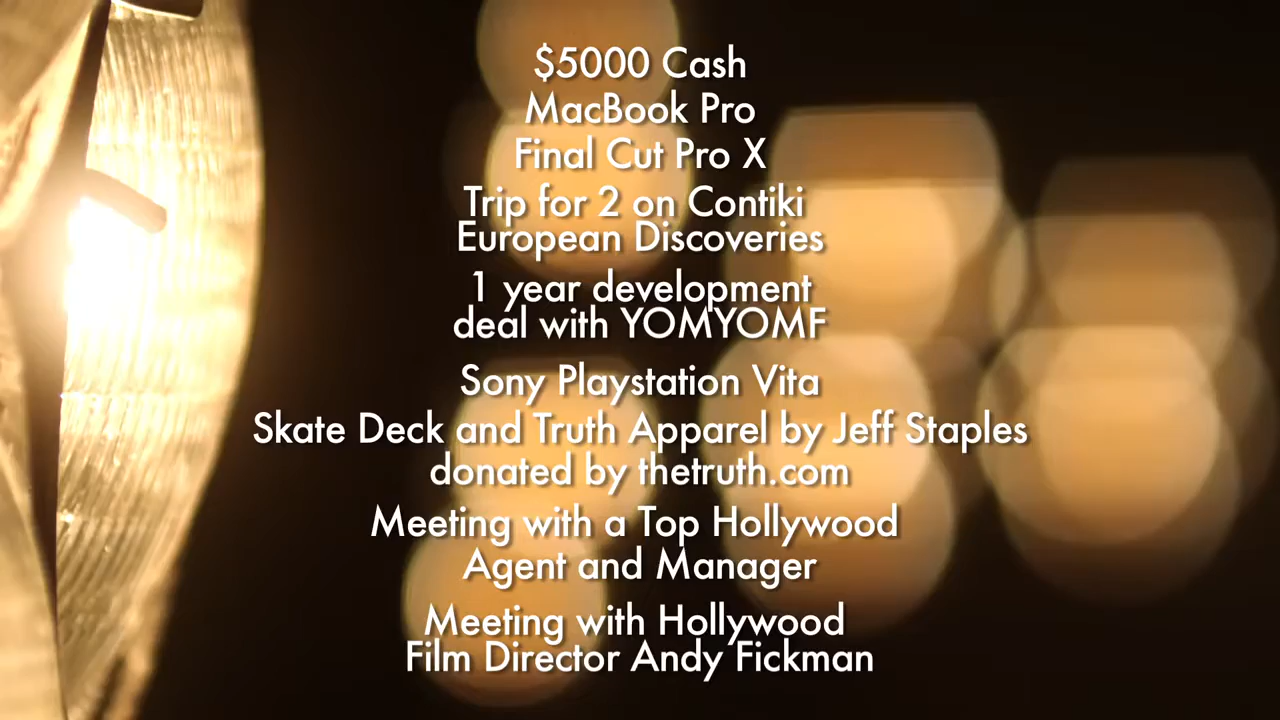 $5000 Cash
MacBook Pro
Final Cut Pro X
Trip for 2 on Contiki
European Discoveries
1 year development
deal with YOMYOMF
Sony Playstation Vita
Skate Deck and Truth Apparel by Jeff Staples
donated by thetruth.com
Meeting with a Top Hollywood
Agent and Manager
Meeting with Hollywood
Film Director Andy Fickman